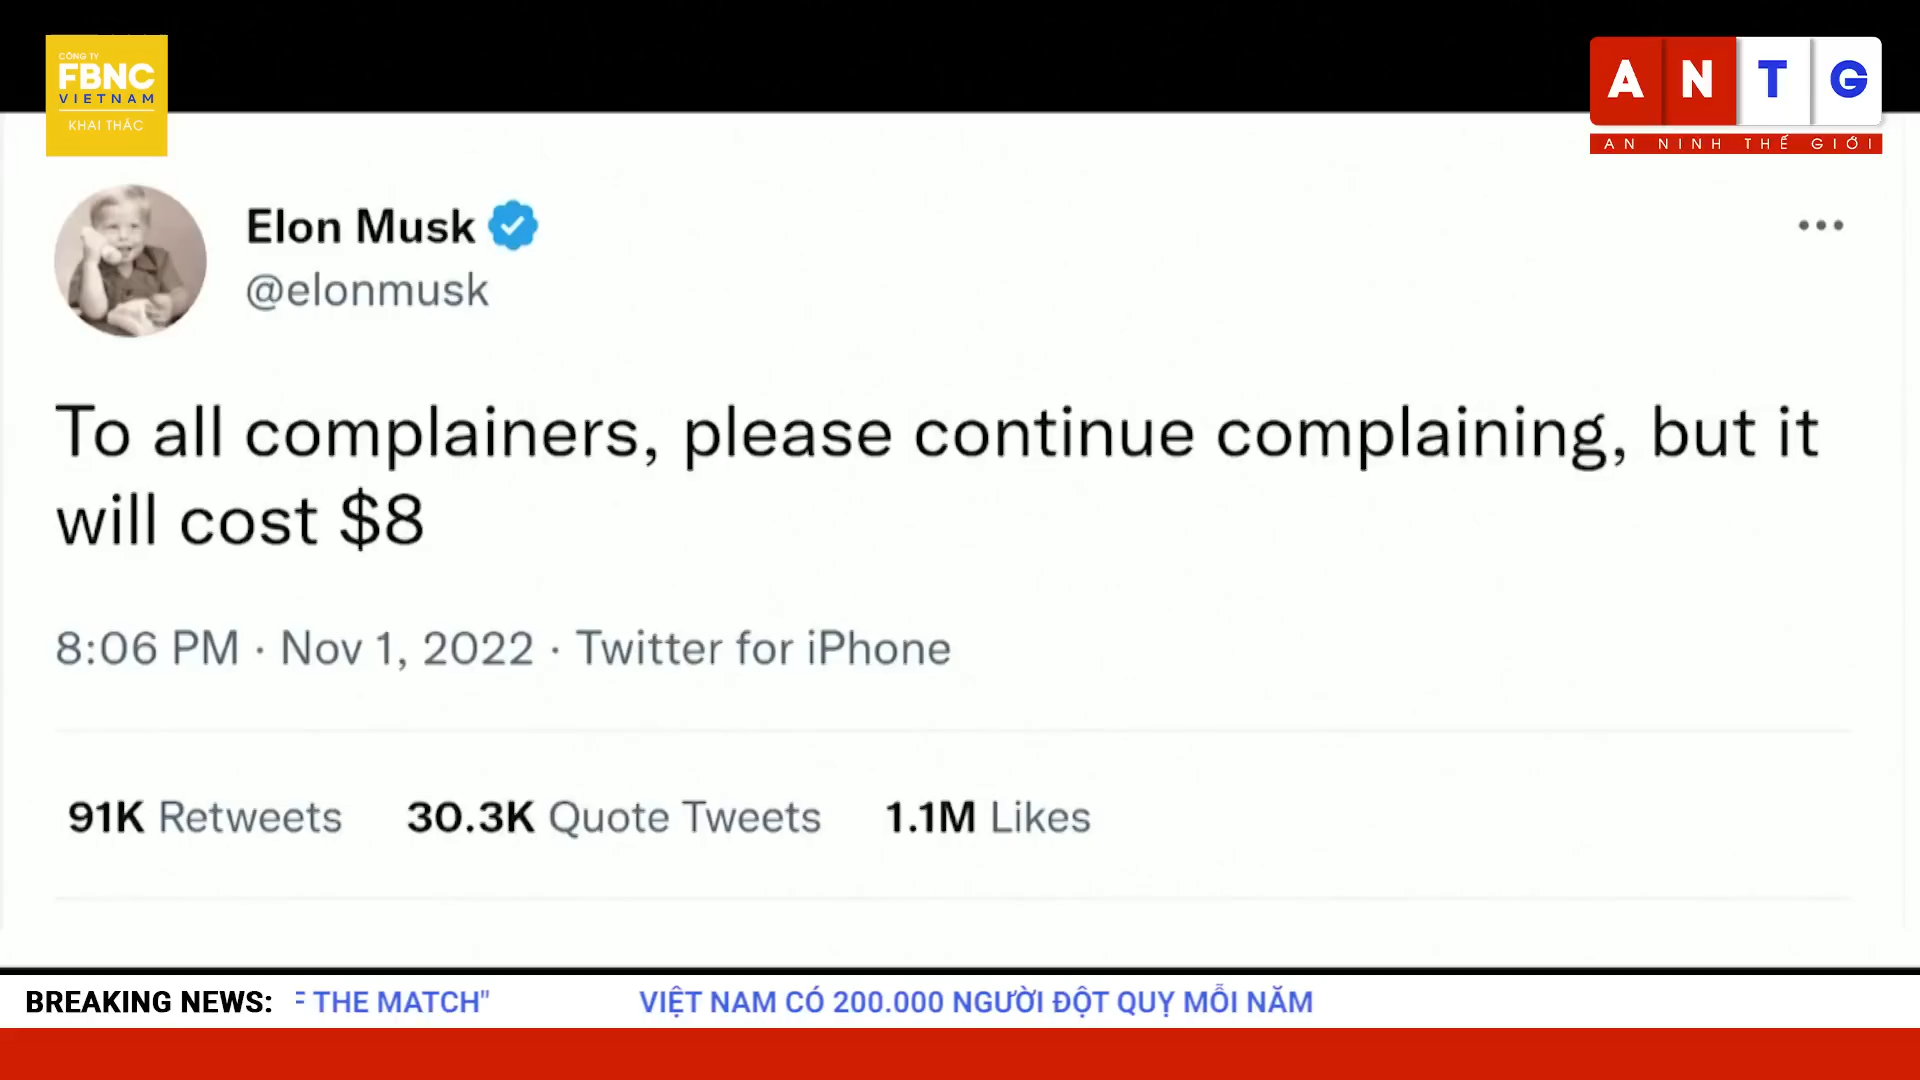 CÔNG TY
FBNC
VIETNAM
KHAI THÁC
A N T G
AN NINH THẾ GIỚI
Elon Musk
@elonmusk
To all complainers, please continue complaining, but it
will cost $8
8:06 PM · Nov 1, 2022 · Twitter for iPhone
91K Retweets 30.3K Quote Tweets 1.1M Likes
BREAKING NEWS: THE MATCH" VIỆT NAM CÓ 200.000 NGƯỜI ĐỘT QUỴ MỖI NĂM